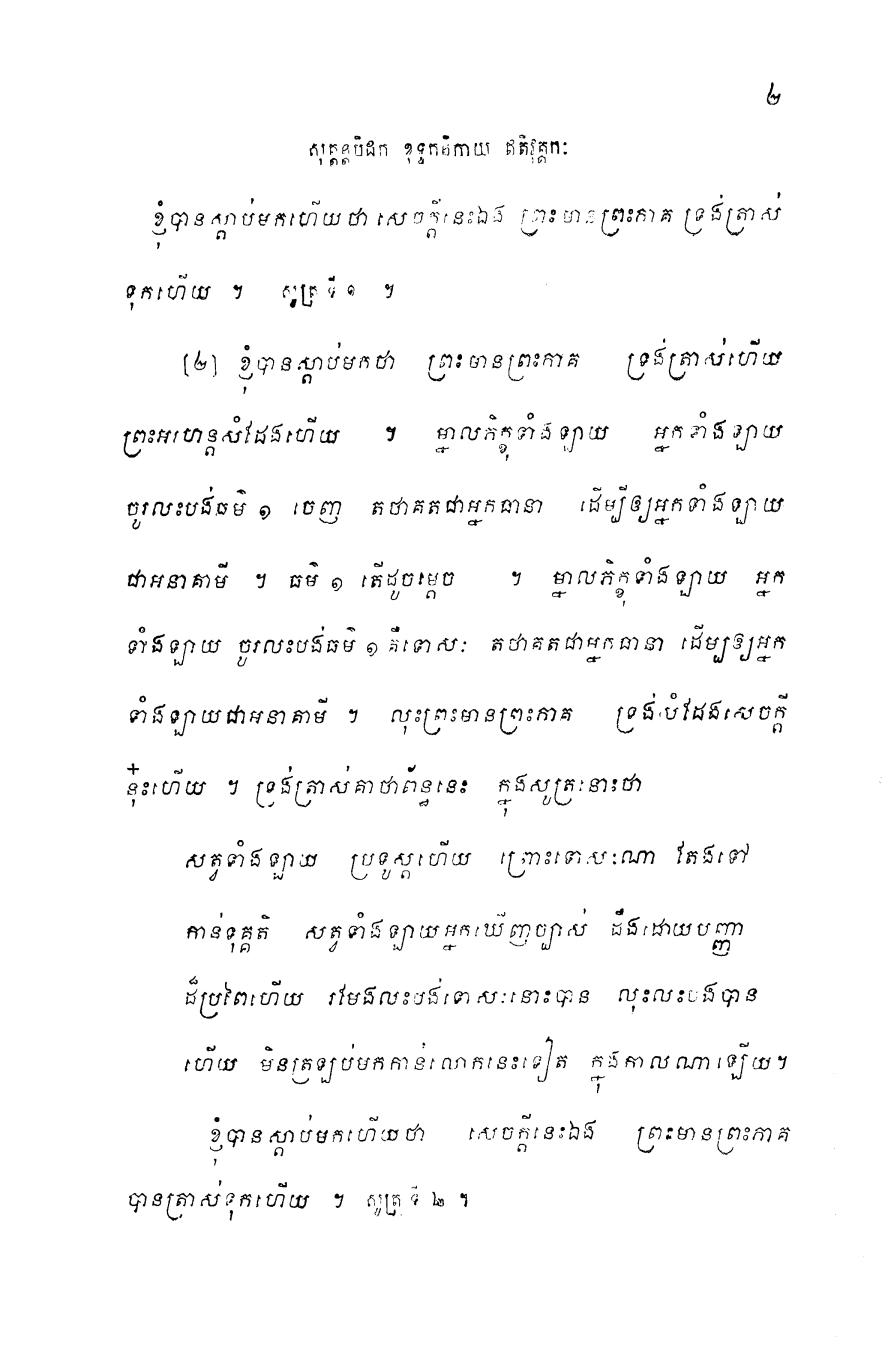 ២
សុត្តន្តបិដក ខុទ្ទកនិកាយ ឥតិវុត្តកៈ
ខ្ញុំបានស្តាប់មកហើយថា សេចក្តីនេះឯង ព្រះមានព្រះភាគ ទ្រង់ត្រាស់
ទុកហើយ ។ សូត្រ ទី ១ ។
[២] ខ្ញុំបានស្តាប់មកថា ព្រះមានព្រះភាគ ទ្រង់ត្រាស់ហើយ
ព្រះអរហន្តសំដែងហើយ ។ ម្នាលភិក្ខុទាំងឡាយ អ្នកទាំងឡាយ
ចូរលះបង់ធម៌ ១ ចេញ តថាគតជាអ្នកធានា ដើម្បីឲ្យអ្នកទាំងឡាយ
ជាអនាគាមី ។ ធម៌ ១ តើដូចម្តេច ។ ម្នាលភិក្ខុទាំងឡាយ អ្នក
ទាំងឡាយ ចូរលះបង់ធម៌ ១ គឺទោសៈ តថាគតជាអ្នកធានា ដើម្បីឲ្យអ្នក
ទាំងឡាយជាអនាគាមី ។ លុះព្រះមានព្រះភាគ ទ្រង់សំដែងសេចក្តី
នុ៎ះហើយ ។ ទ្រង់ត្រាស់គាថាព័ន្ធនេះ ក្នុងសូត្រនោះថា
សត្វទាំងឡាយ ប្រទូស្តហើយ ព្រោះទោសៈណា តែងទៅ
កាន់ទុគ្គតិ សត្វទាំងឡាយអ្នកឃើញច្បាស់ ដឹងដោយបញ្ញា
ដ៏ប្រពៃហើយ រមែងលះបង់ទោសៈនោះបាន លុះលះបង់បាន
ហើយ មិនត្រឡប់មកកាន់លោកនេះទៀត ក្នុងកាលណាឡើយ។
ខ្ញុំបានស្តាប់មកហើយថា សេចក្តីនេះឯង ព្រះមានព្រះភាគ
បានត្រាស់ទុកហើយ ។ សូត្រ ទី ២ ។